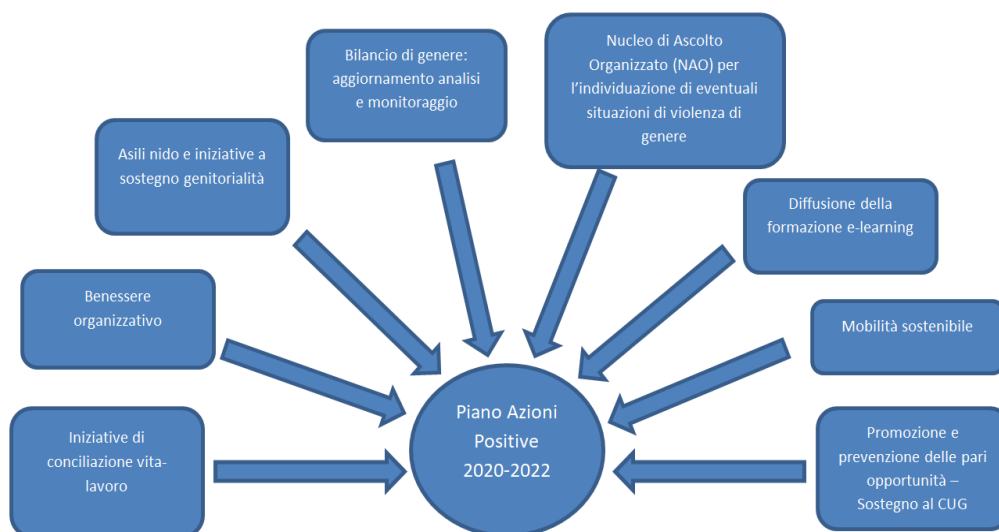 Nucleo di Ascolto
Organizzato (NAO) per
l'individuazione di eventuali
situazioni di violenza di
genere
Bilancio di genere:
aggiornamento analisi
e monitoraggio
Asili nido e iniziative a
sostegno genitorialità
Diffusione della
formazione e-learning
Benessere
organizzativo
Mobilità sostenibile
Iniziative di
conciliazione vita-
lavoro
Piano Azioni
Positive
2020-2022
Promozione e
prevenzione delle pari
opportunità –
Sostegno al CUG